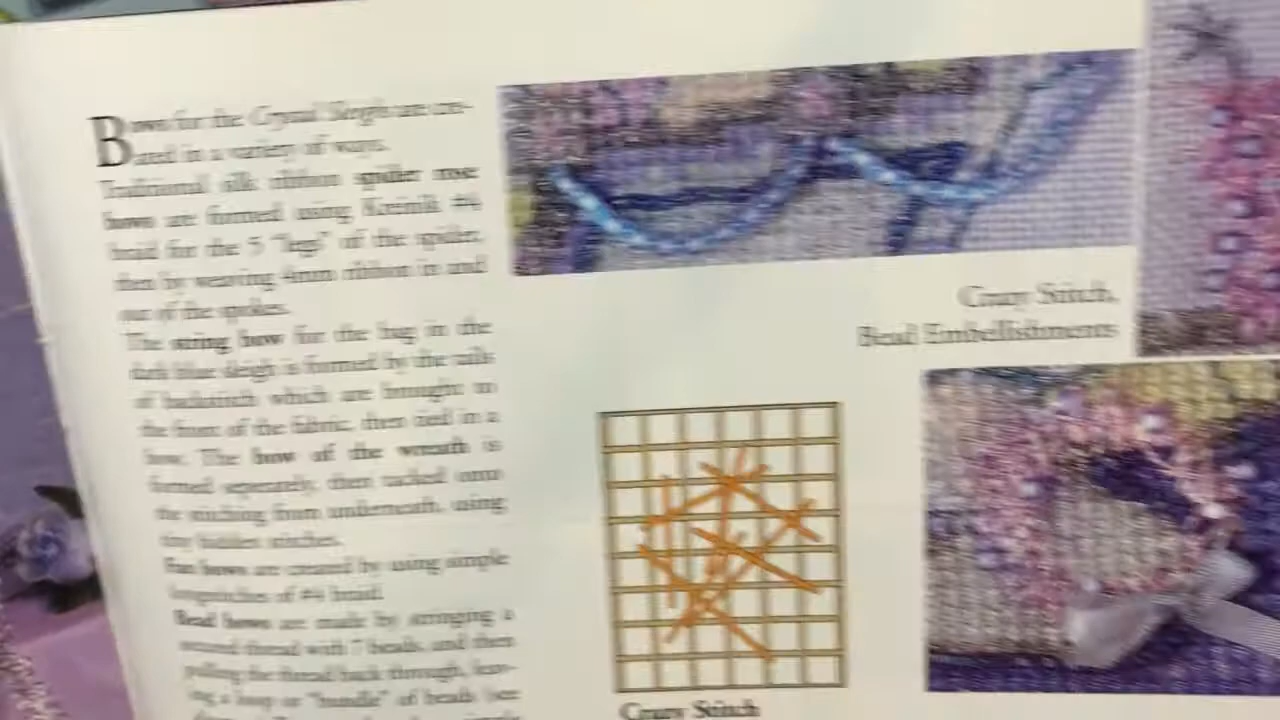 Bows for the Crystal Sleigh are cre-
ated in a variety of ways.
Traditional silk ribbon spider rose
bows are formed using Kreinik #4
braid for the 5 "legs" of the spider,
then by weaving 4mm ribbon in and
out of the spokes.
The string bow for the bag in the
dark blue sleigh is formed by the tails
of backstitch which are brought to
the front of the fabric, then tied in a
bow. The bow of the wreath is
formed seperately, then tacked onto
the stitching from underneath, using
tiny hidden stitches.
bows are created by using simple
longstitches of #4 braid.
Bead bows are made by stringing a
second thread with 7 beads, and then
pulling the thread back through, leav-
ing a loop or "bundle" of beads (see
Crazy Stitch,
Bead Embellishments
Crazy Stitch